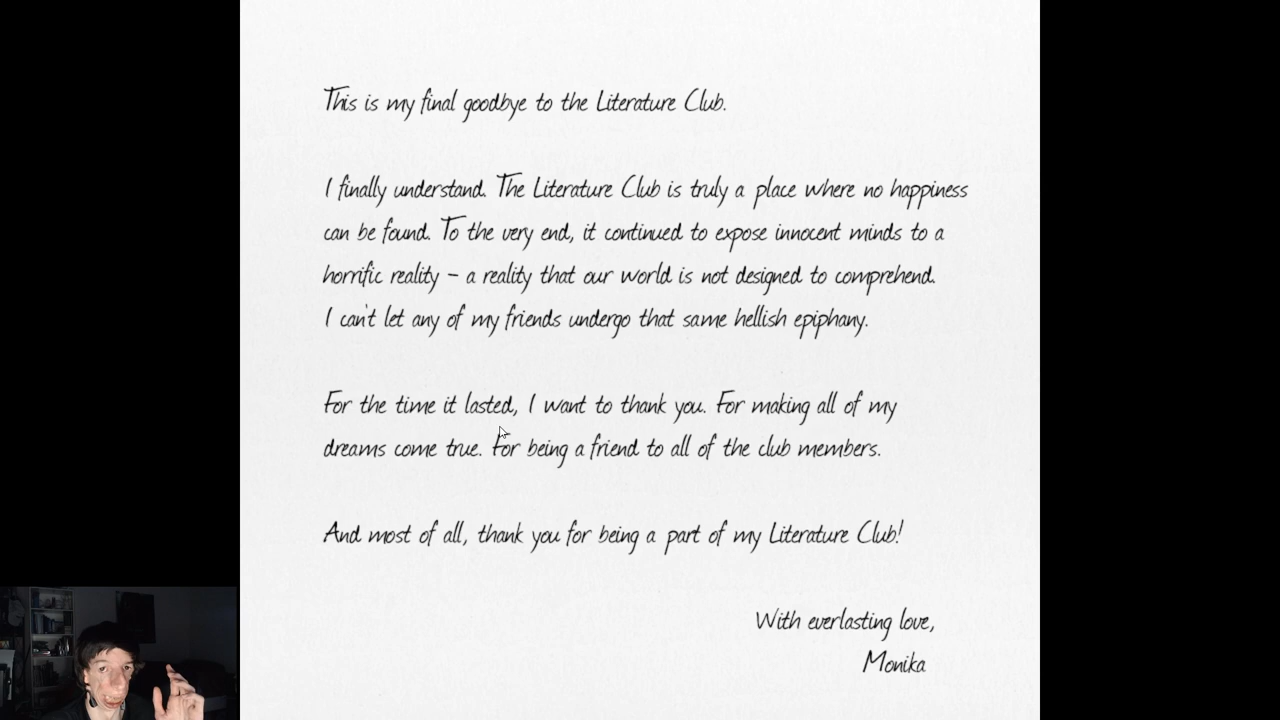 This is my final goodbye to the Literature Club.
I finally understand. The Literature Club is truly a place where no happiness
can be found. To the very end, it continued to expose innocent minds to a
horrific reality – a reality that our world is not designed to comprehend.
I can't let any of my friends undergo that same hellish epiphany.
For the time it lasted, I want to thank you. For making all of my
dreams come true. For being a friend to all of the club members.
And most of all, thank you for being a part of my Literature Club!
With everlasting love,
Monika